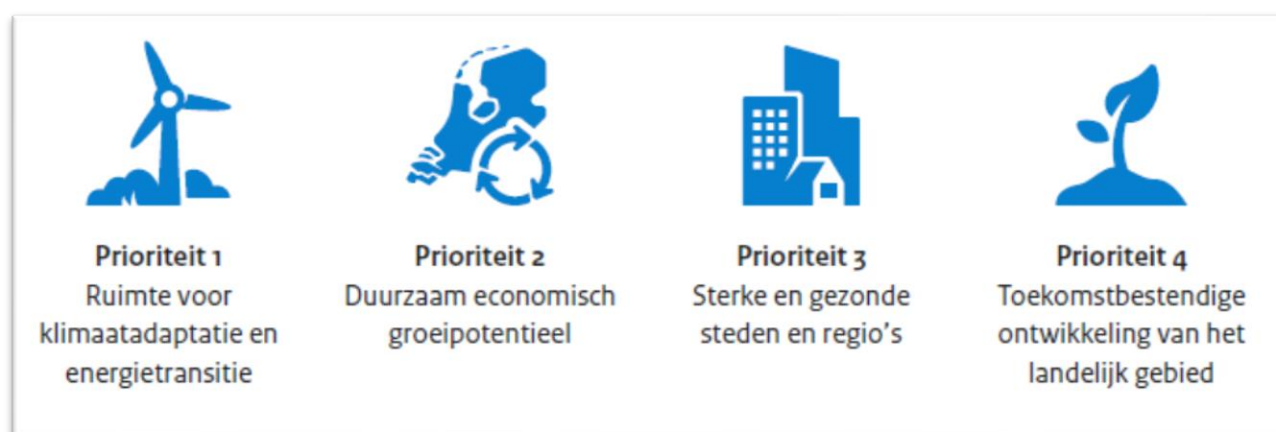 Prioriteit 1
Ruimte voor
klimaatadaptatie en
energietransitie
Prioriteit 2
Duurzaam economisch
groeipotentieel
Prioriteit 3
Sterke en gezonde
steden en regio's
Prioriteit 4
Toekomstbestendige
ontwikkeling van het
landelijk gebied